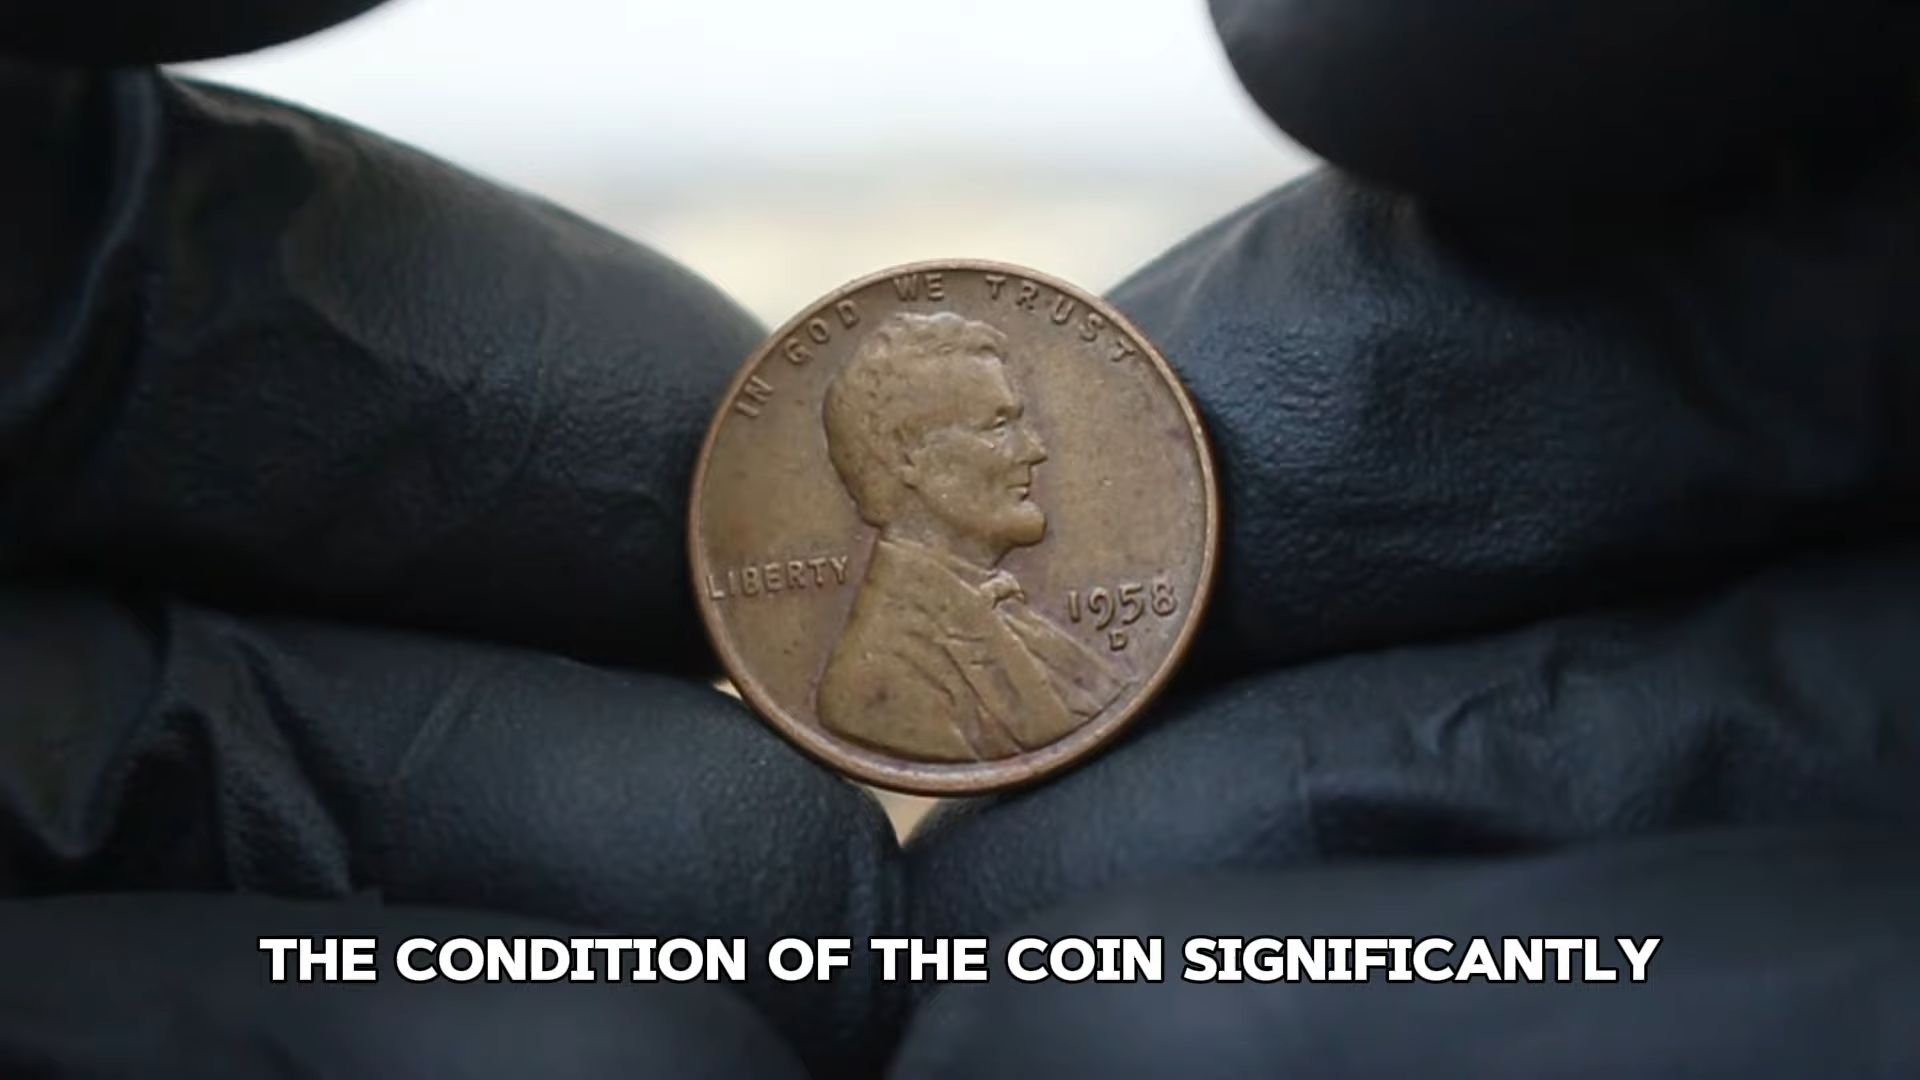 IN GOD WE TRUST
LIBERTY
1958
D
THE CONDITION OF THE COIN SIGNIFICANTLY